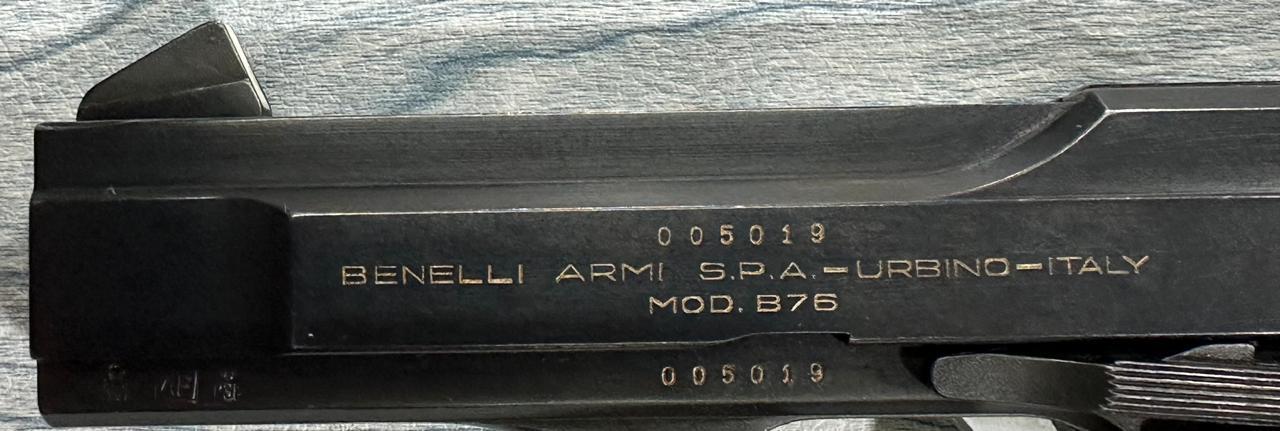 005019
BENELLI ARMI S.P.A.-URBINO-ITALY
MOD. B76
005019